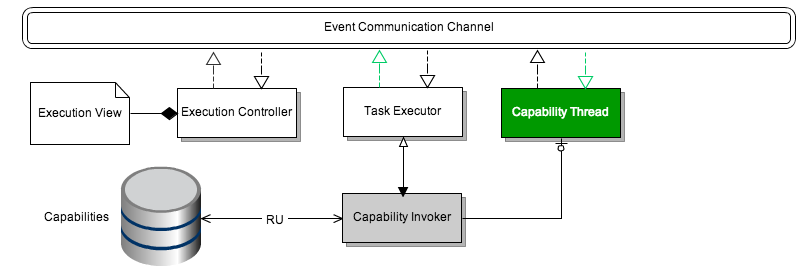 Event Communication Channel
Execution View
Execution Controller
Task Executor
Capability Thread
Capabilities
RU
Capability Invoker